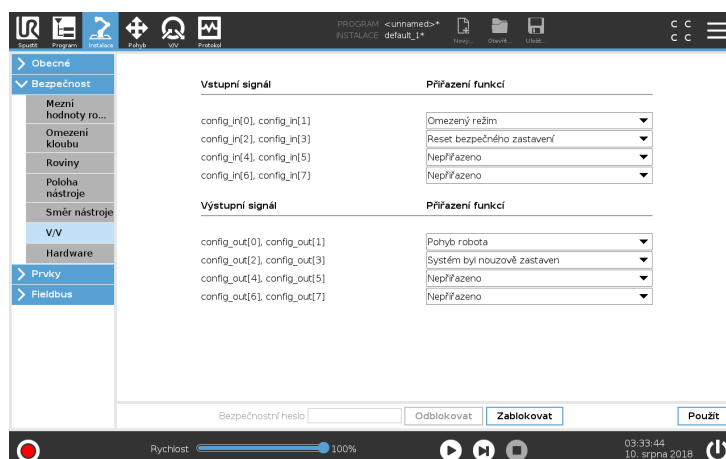 PROGRAM <unnamed>*
INSTALACE default_1*
Spustit Program Instalace Pohyb V/V Protokol Nový... Otevřít... Uložit... C C
C C
Obecné
Bezpečnost
Mezní
hodnoty ro...
Omezení
kloubu
Roviny
Poloha
nástroje
Směr nástroje
V/V
Hardware
Prvky
Fieldbus
Vstupní signál Přiřazení funkcí
config_in[0], config_in[1] Omezený režim
config_in[2], config_in[3] Reset bezpečného zastavení
config_in[4], config_in[5] Nepřiřazeno
config_in[6], config_in[7] Nepřiřazeno
Výstupní signál Přiřazení funkcí
config_out[0], config_out[1] Pohyb robota
config_out[2], config_out[3] Systém byl nouzově zastaven
config_out[4], config_out[5] Nepřiřazeno
config_out[6], config_out[7] Nepřiřazeno
Bezpečnostní heslo Odblokovat Zablokovat Použít
Rychlost 100% 03:33:44
10. srpna 2018